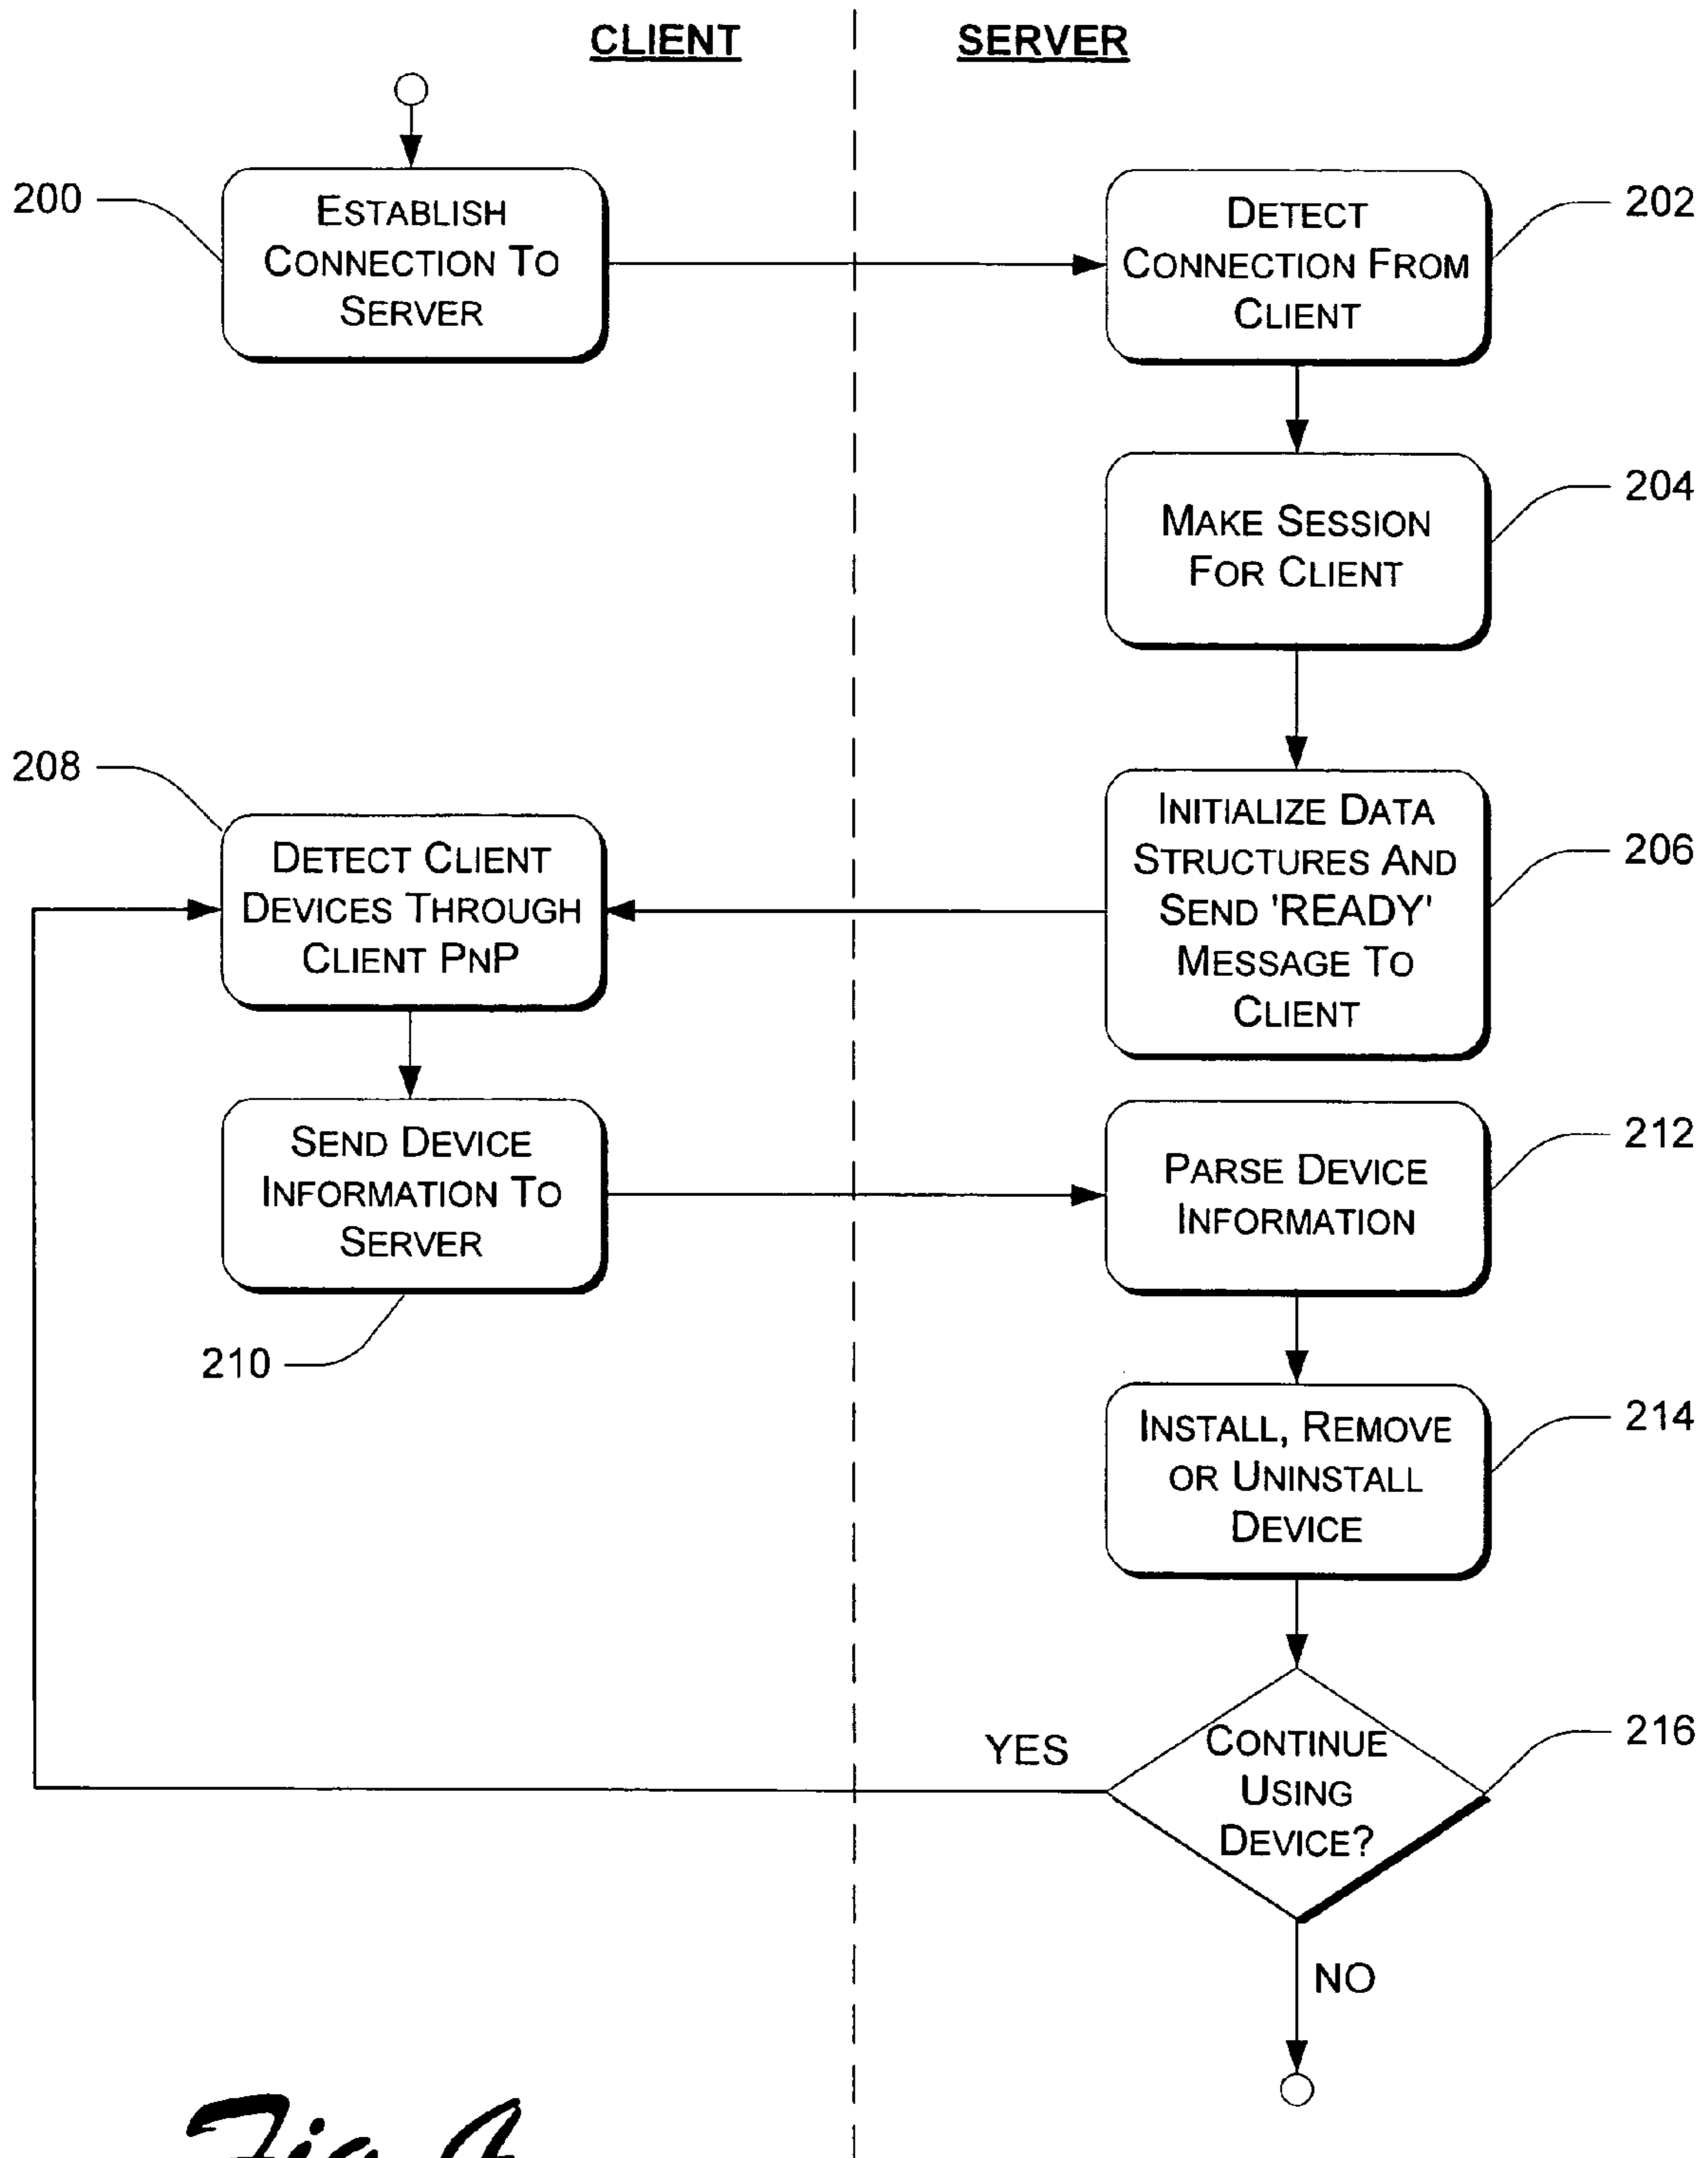 CLIENT
SERVER
200
ESTABLISH
CONNECTION TO
SERVER
DETECT
CONNECTION FROM
CLIENT
202
MAKE SESSION
FOR CLIENT
204
208
DETECT CLIENT
DEVICES THROUGH
CLIENT PNP
INITIALIZE DATA
STRUCTURES AND
SEND 'READY'
MESSAGE TO
CLIENT
206
SEND DEVICE
INFORMATION TO
SERVER
210
PARSE DEVICE
INFORMATION
212
INSTALL, REMOVE
OR UNINSTALL
DEVICE
214
YES
CONTINUE
USING
DEVICE?
216
NO
Fig. 4